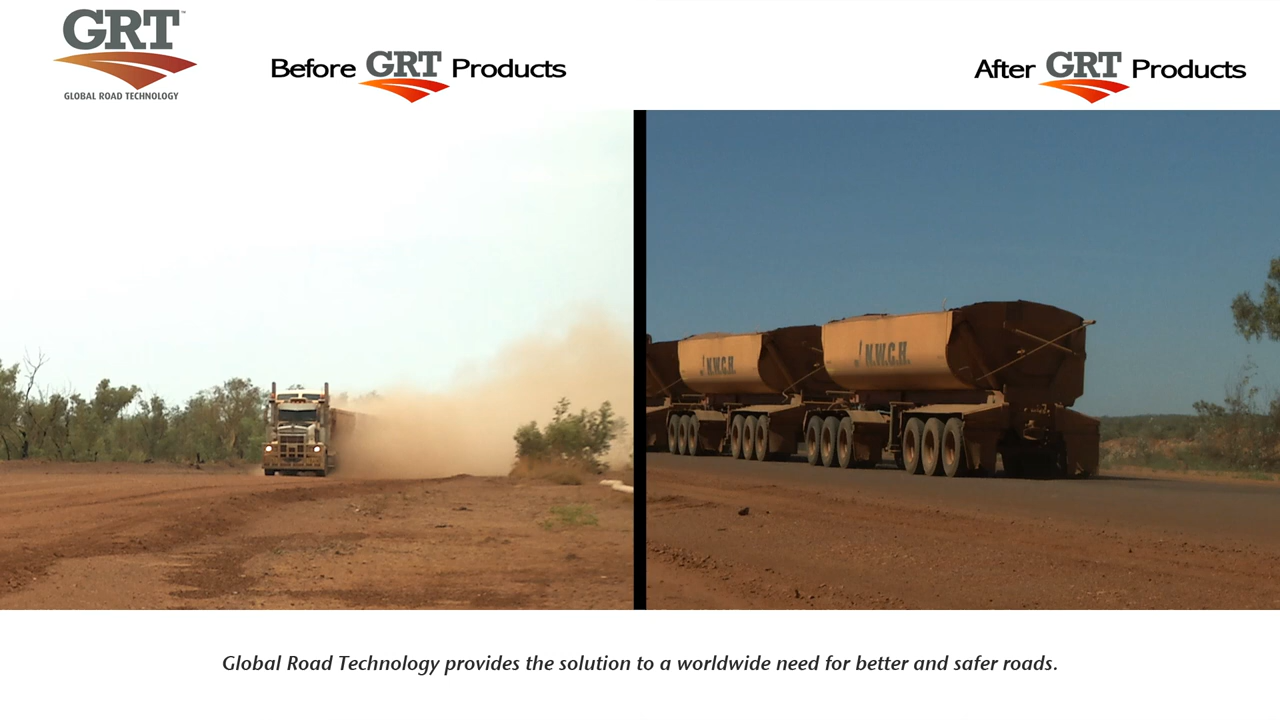 GRT™
GLOBAL ROAD TECHNOLOGY
Before GRT Products
After GRT Products
N.W.C.H.
N.W.C.H.
Global Road Technology provides the solution to a worldwide need for better and safer roads.